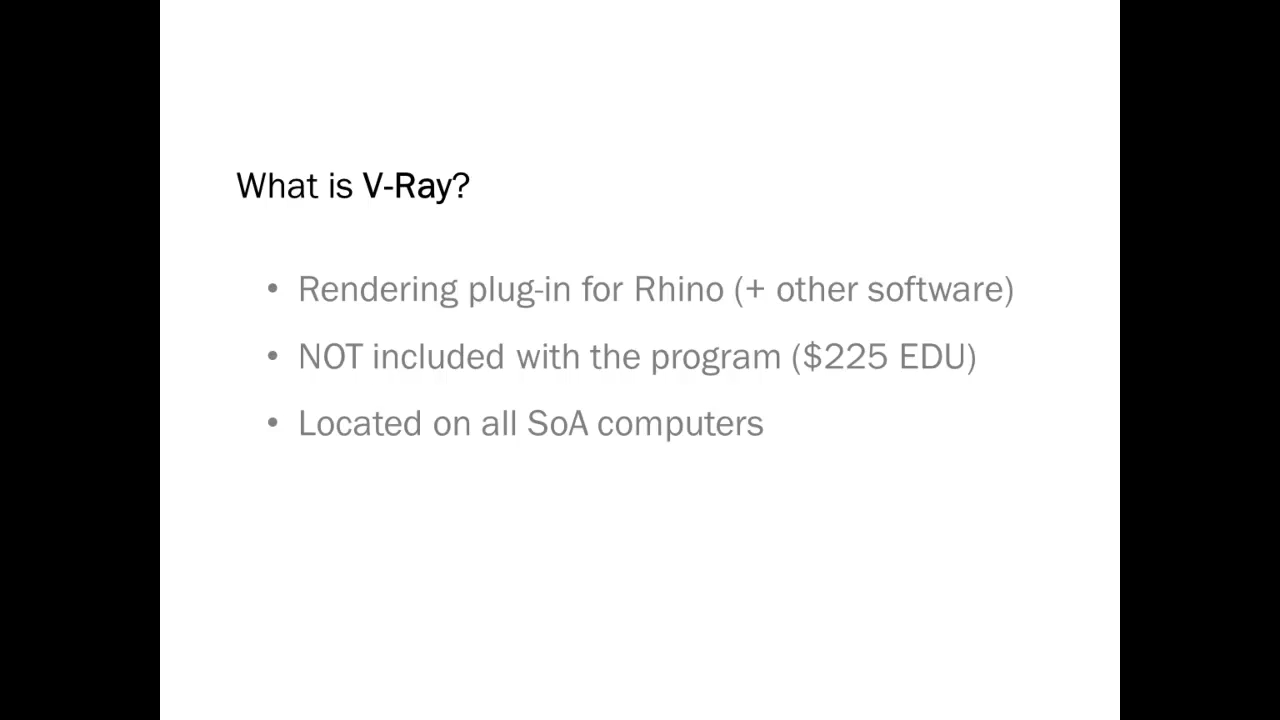 What is V-Ray?
• Rendering plug-in for Rhino (+ other software)
• NOT included with the program ($225 EDU)
• Located on all SoA computers